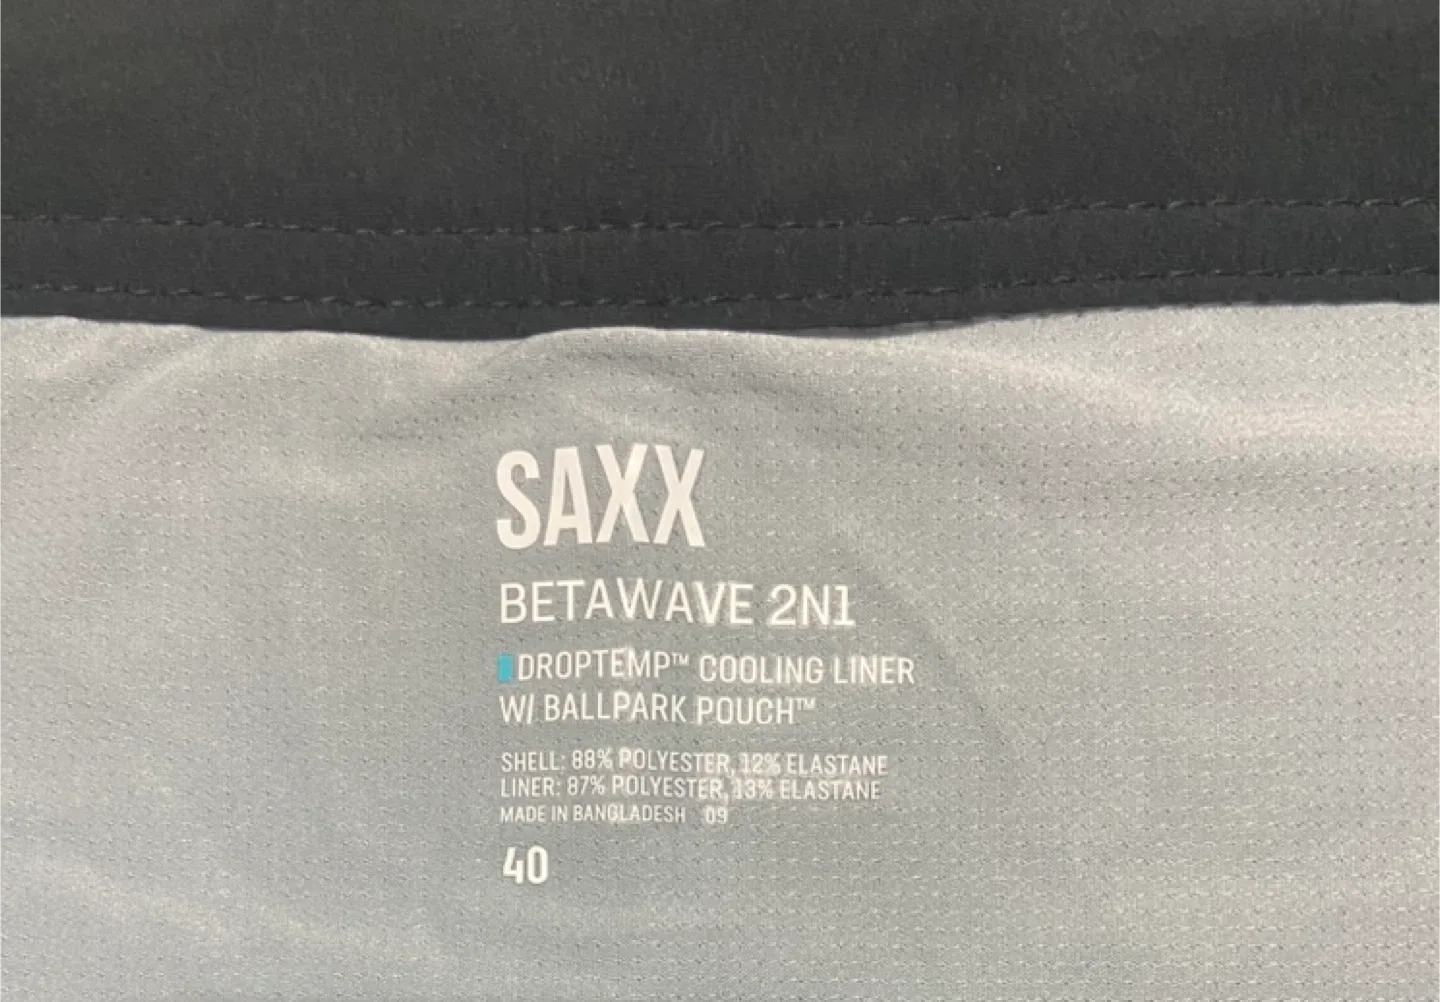 SAXX
BETAWAVE 2N1
DROPTEMP™ COOLING LINER
W/ BALLPARK POUCH™
SHELL: 88% POLYESTER, 12% ELASTANE
LINER: 87% POLYESTER, 13% ELASTANE
MADE IN BANGLADESH 09
40